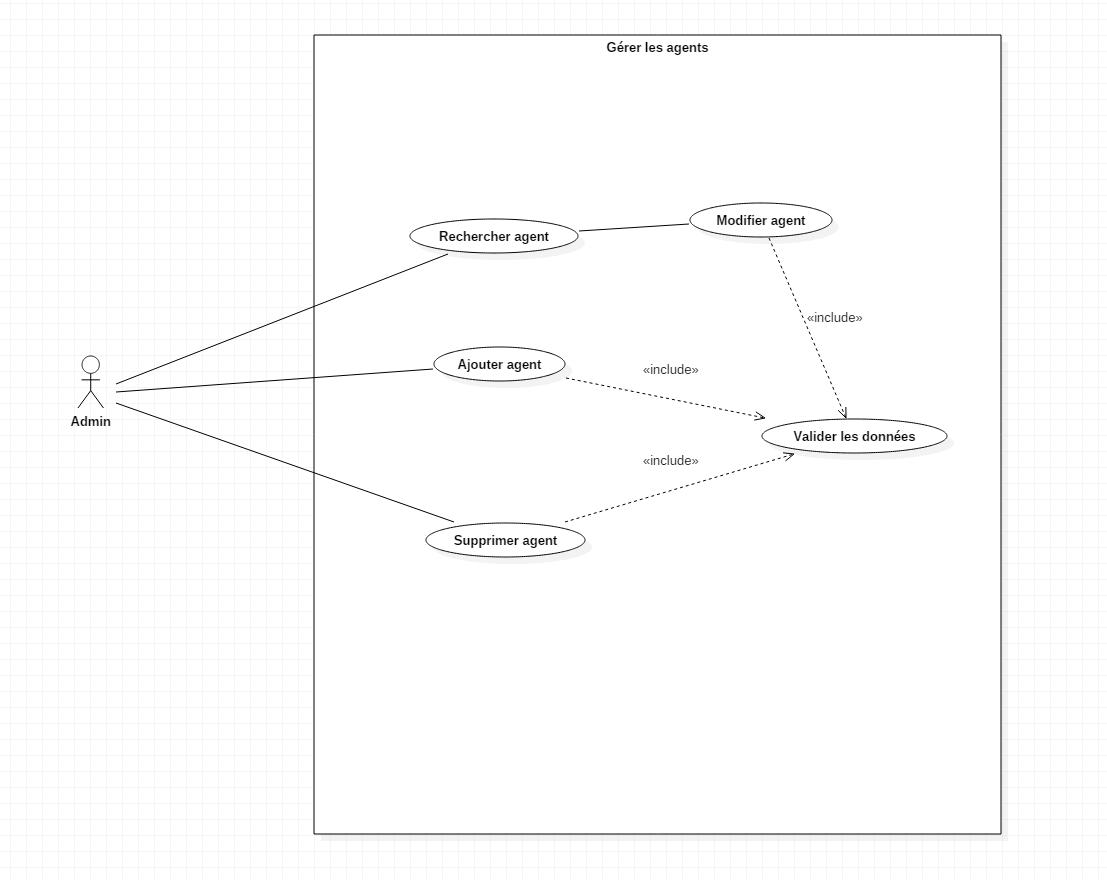 Gérer les agents
Modifier agent
Rechercher agent
«include»
Ajouter agent
«include»
Admin
Valider les données
«include»
Supprimer agent